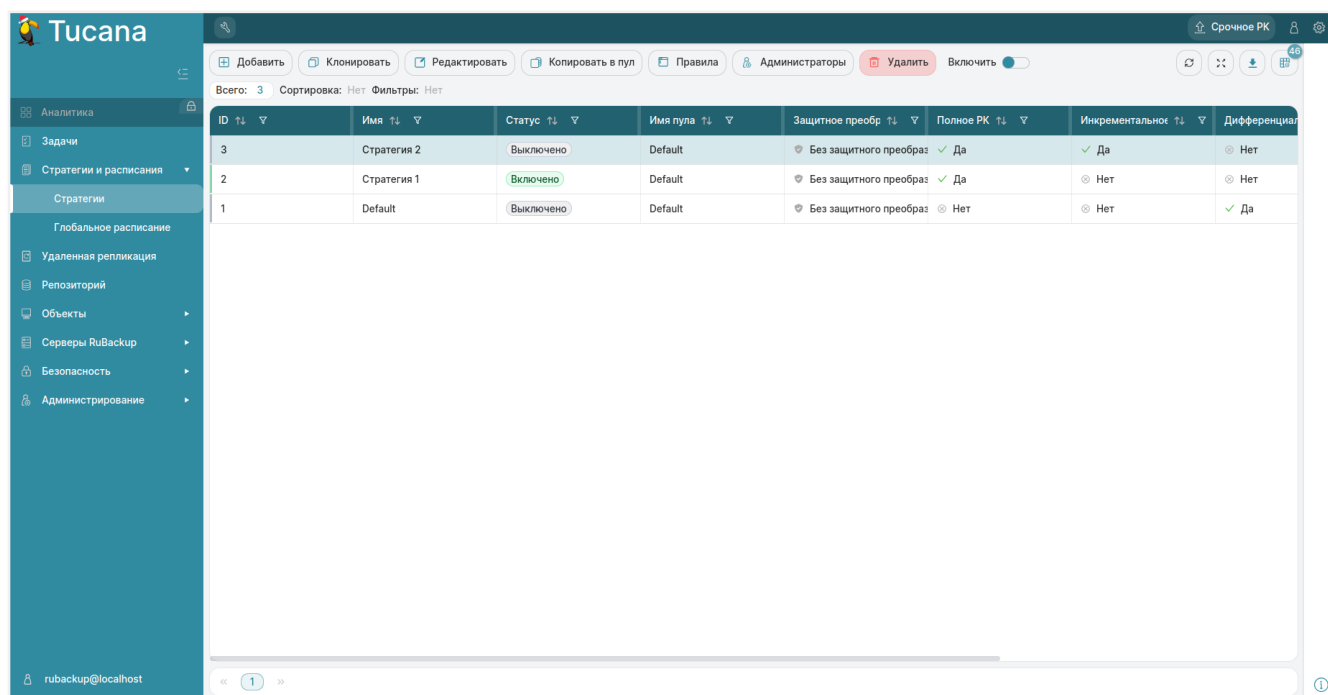 Tucana
Срочное РК
Добавить Клонировать Редактировать Копировать в пул Правила Администраторы Удалить Включить 46
Всего: 3 Сортировка: Нет Фильтры: Нет
Аналитика
Задачи
Стратегии и расписания
Стратегии
Глобальное расписание
Удаленная репликация
Репозиторий
Объекты
Серверы RuBackup
Безопасность
Администрирование
rubackup@localhost
ID Имя Статус Имя пула Защитное преобр Полное РК Инкрементальное Дифференциал
3 Стратегия 2 Выключено Default Без защитного преобраз Да Да Нет
2 Стратегия 1 Включено Default Без защитного преобраз Да Нет Нет
1 Default Выключено Default Без защитного преобраз Нет Нет Да
« 1 »